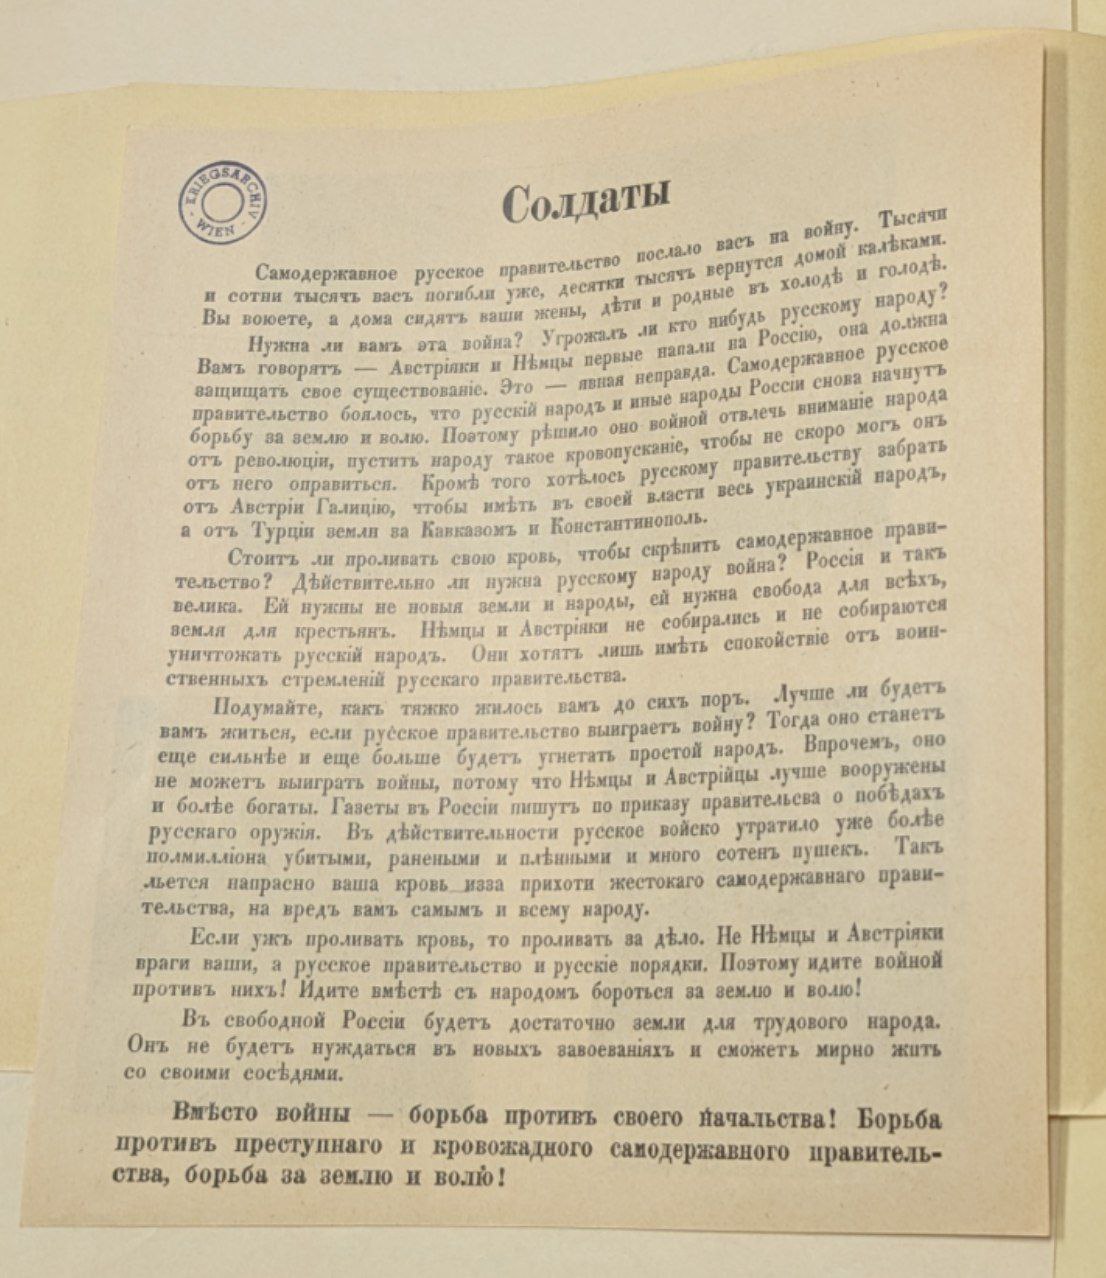 KRIEGSARCHIV
WIEN
Солдаты
Самодержавное русское правительство послало васъ на войну. Тысячи
и сотни тысячъ васъ погибли уже, десятки тысячъ вернутся домой калѣками.
Вы воюете, а дома сидятъ ваши жены, дѣти и родные въ холодѣ и голодѣ.
Нужна ли вамъ эта война? Угрожалъ ли кто нибудь русскому народу?
Вамъ говорятъ — Австріяки и Нѣмцы первые напали на Россію, она должна
защищать свое существованіе. Это — явная неправда. Самодержавное русское
правительство боялось, что русскій народъ и иные народы Россіи снова начнутъ
борьбу за землю и волю. Поэтому рѣшило оно войной отвлечь вниманіе народа
отъ революціи, пустить народу такое кровопусканіе, чтобы не скоро могъ онъ
отъ него оправиться. Кромѣ того хотѣлось русскому правительству забрать
отъ Австріи Галицію, чтобы имѣть въ своей власти весь украинскій народъ,
а отъ Турціи земли за Кавказомъ и Константинополь.
Стоитъ ли проливать свою кровь, чтобы скрѣпить самодержавное прави-
тельство? Дѣйствительно ли нужна русскому народу война? Россія и такъ
велика. Ей нужны не новыя земли и народы, ей нужна свобода для всѣхъ,
земля для крестьянъ. Нѣмцы и Австріяки не собирались и не собираются
уничтожать русскій народъ. Они хотятъ лишь имѣть спокойствіе отъ воин-
ственныхъ стремленій русскаго правительства.
Подумайте, какъ тяжко жилось вамъ до сихъ поръ. Лучше ли будетъ
вамъ житься, если русское правительство выиграетъ войну? Тогда оно станетъ
еще сильнѣе и еще больше будетъ угнетать простой народъ. Впрочемъ, оно
не можетъ выиграть войны, потому что Нѣмцы и Австрійцы лучше вооружены
и болѣе богаты. Газеты въ Россіи пишутъ по приказу правительсва о побѣдахъ
русскаго оружія. Въ дѣйствительности русское войско утратило уже болѣе
полмилліона убитыми, ранеными и плѣнными и много сотенъ пушекъ. Такъ
льется напрасно ваша кровь изза прихоти жестокаго самодержавнаго прави-
тельства, на вредъ вамъ самымъ и всему народу.
Если ужъ проливать кровь, то проливать за дѣло. Не Нѣмцы и Австріяки
враги ваши, а русское правительство и русскіе порядки. Поэтому идите войной
противъ нихъ! Идите вмѣстѣ съ народомъ бороться за землю и волю!
Въ свободной Россіи будетъ достаточно земли для трудового народа.
Онъ не будетъ нуждаться въ новыхъ завоеваніяхъ и сможетъ мирно жить
со своими сосѣдями.
Вмѣсто войны — борьба противъ своего начальства! Борьба
противъ преступнаго и кровожадного самодержавного правитель-
ства, борьба за землю и волю!